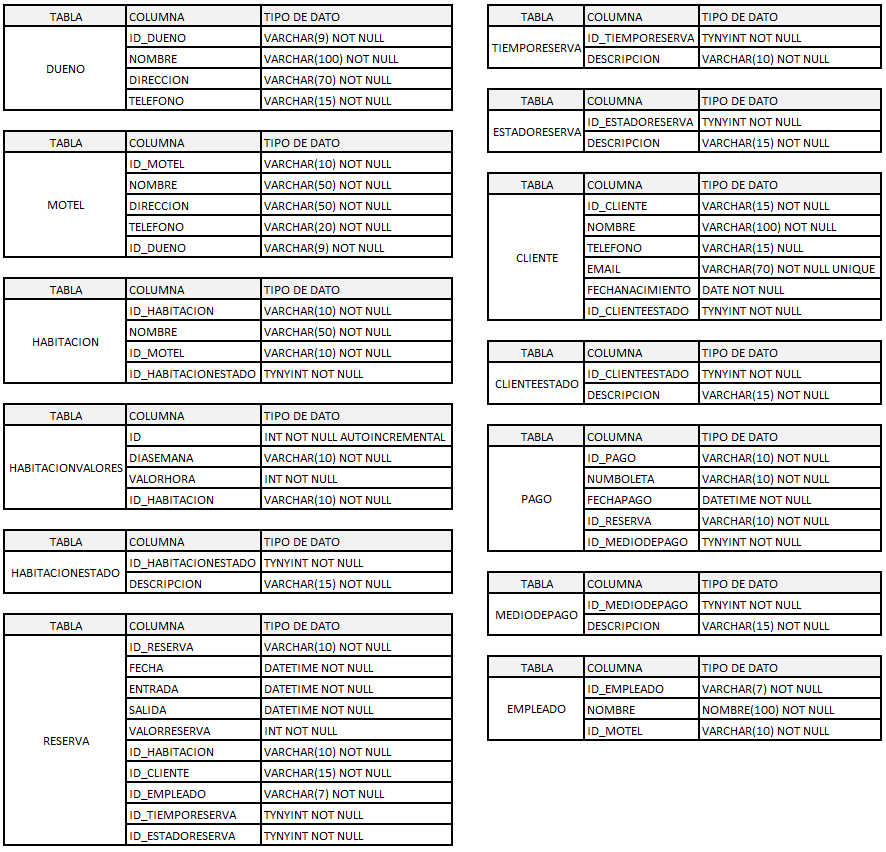 TABLA COLUMNA TIPO DE DATO
DUENO
ID_DUENO VARCHAR(9) NOT NULL
NOMBRE VARCHAR(100) NOT NULL
DIRECCION VARCHAR(70) NOT NULL
TELEFONO VARCHAR(15) NOT NULL
TABLA COLUMNA TIPO DE DATO
MOTEL
ID_MOTEL VARCHAR(10) NOT NULL
NOMBRE VARCHAR(50) NOT NULL
DIRECCION VARCHAR(50) NOT NULL
TELEFONO VARCHAR(20) NOT NULL
ID_DUENO VARCHAR(9) NOT NULL
TABLA COLUMNA TIPO DE DATO
HABITACION
ID_HABITACION VARCHAR(10) NOT NULL
NOMBRE VARCHAR(50) NOT NULL
ID_MOTEL VARCHAR(10) NOT NULL
ID_HABITACIONESTADO TYNYINT NOT NULL
TABLA COLUMNA TIPO DE DATO
HABITACIONVALORES
ID INT NOT NULL AUTOINCREMENTAL
DIASEMANA VARCHAR(10) NOT NULL
VALORHORA INT NOT NULL
ID_HABITACION VARCHAR(10) NOT NULL
TABLA COLUMNA TIPO DE DATO
HABITACIONESTADO
ID_HABITACIONESTADO TYNYINT NOT NULL
DESCRIPCION VARCHAR(15) NOT NULL
TABLA COLUMNA TIPO DE DATO
RESERVA
ID_RESERVA VARCHAR(10) NOT NULL
FECHA DATETIME NOT NULL
ENTRADA DATETIME NOT NULL
SALIDA DATETIME NOT NULL
VALORRESERVA INT NOT NULL
ID_HABITACION VARCHAR(10) NOT NULL
ID_CLIENTE VARCHAR(15) NOT NULL
ID_EMPLEADO VARCHAR(7) NOT NULL
ID_TIEMPORESERVA TYNYINT NOT NULL
ID_ESTADORESERVA TYNYINT NOT NULL
TABLA COLUMNA TIPO DE DATO
TIEMPORESERVA
ID_TIEMPORESERVA TYNYINT NOT NULL
DESCRIPCION VARCHAR(10) NOT NULL
TABLA COLUMNA TIPO DE DATO
ESTADORESERVA
ID_ESTADORESERVA TYNYINT NOT NULL
DESCRIPCION VARCHAR(15) NOT NULL
TABLA COLUMNA TIPO DE DATO
CLIENTE
ID_CLIENTE VARCHAR(15) NOT NULL
NOMBRE VARCHAR(100) NOT NULL
TELEFONO VARCHAR(15) NULL
EMAIL VARCHAR(70) NOT NULL UNIQUE
FECHANACIMIENTO DATE NOT NULL
ID_CLIENTEESTADO TYNYINT NOT NULL
TABLA COLUMNA TIPO DE DATO
CLIENTEESTADO
ID_CLIENTEESTADO TYNYINT NOT NULL
DESCRIPCION VARCHAR(15) NOT NULL
TABLA COLUMNA TIPO DE DATO
PAGO
ID_PAGO VARCHAR(10) NOT NULL
NUMBOLETA VARCHAR(10) NOT NULL
FECHAPAGO DATETIME NOT NULL
ID_RESERVA VARCHAR(10) NOT NULL
ID_MEDIODEPAGO TYNYINT NOT NULL
TABLA COLUMNA TIPO DE DATO
MEDIODEPAGO
ID_MEDIODEPAGO TYNYINT NOT NULL
DESCRIPCION VARCHAR(15) NOT NULL
TABLA COLUMNA TIPO DE DATO
EMPLEADO
ID_EMPLEADO VARCHAR(7) NOT NULL
NOMBRE NOMBRE(100) NOT NULL
ID_MOTEL VARCHAR(10) NOT NULL